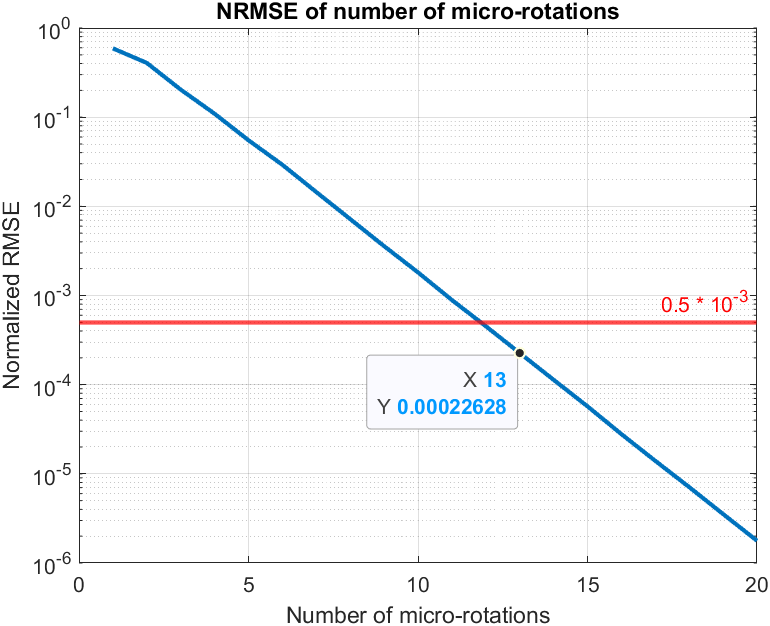 NRMSE of number of micro-rotations
10^0
10^-1
10^-2
10^-3
10^-4
10^-5
10^-6
Normalized RMSE
0.5 * 10^-3
X 13
Y 0.00022628
0 5 10 15 20
Number of micro-rotations